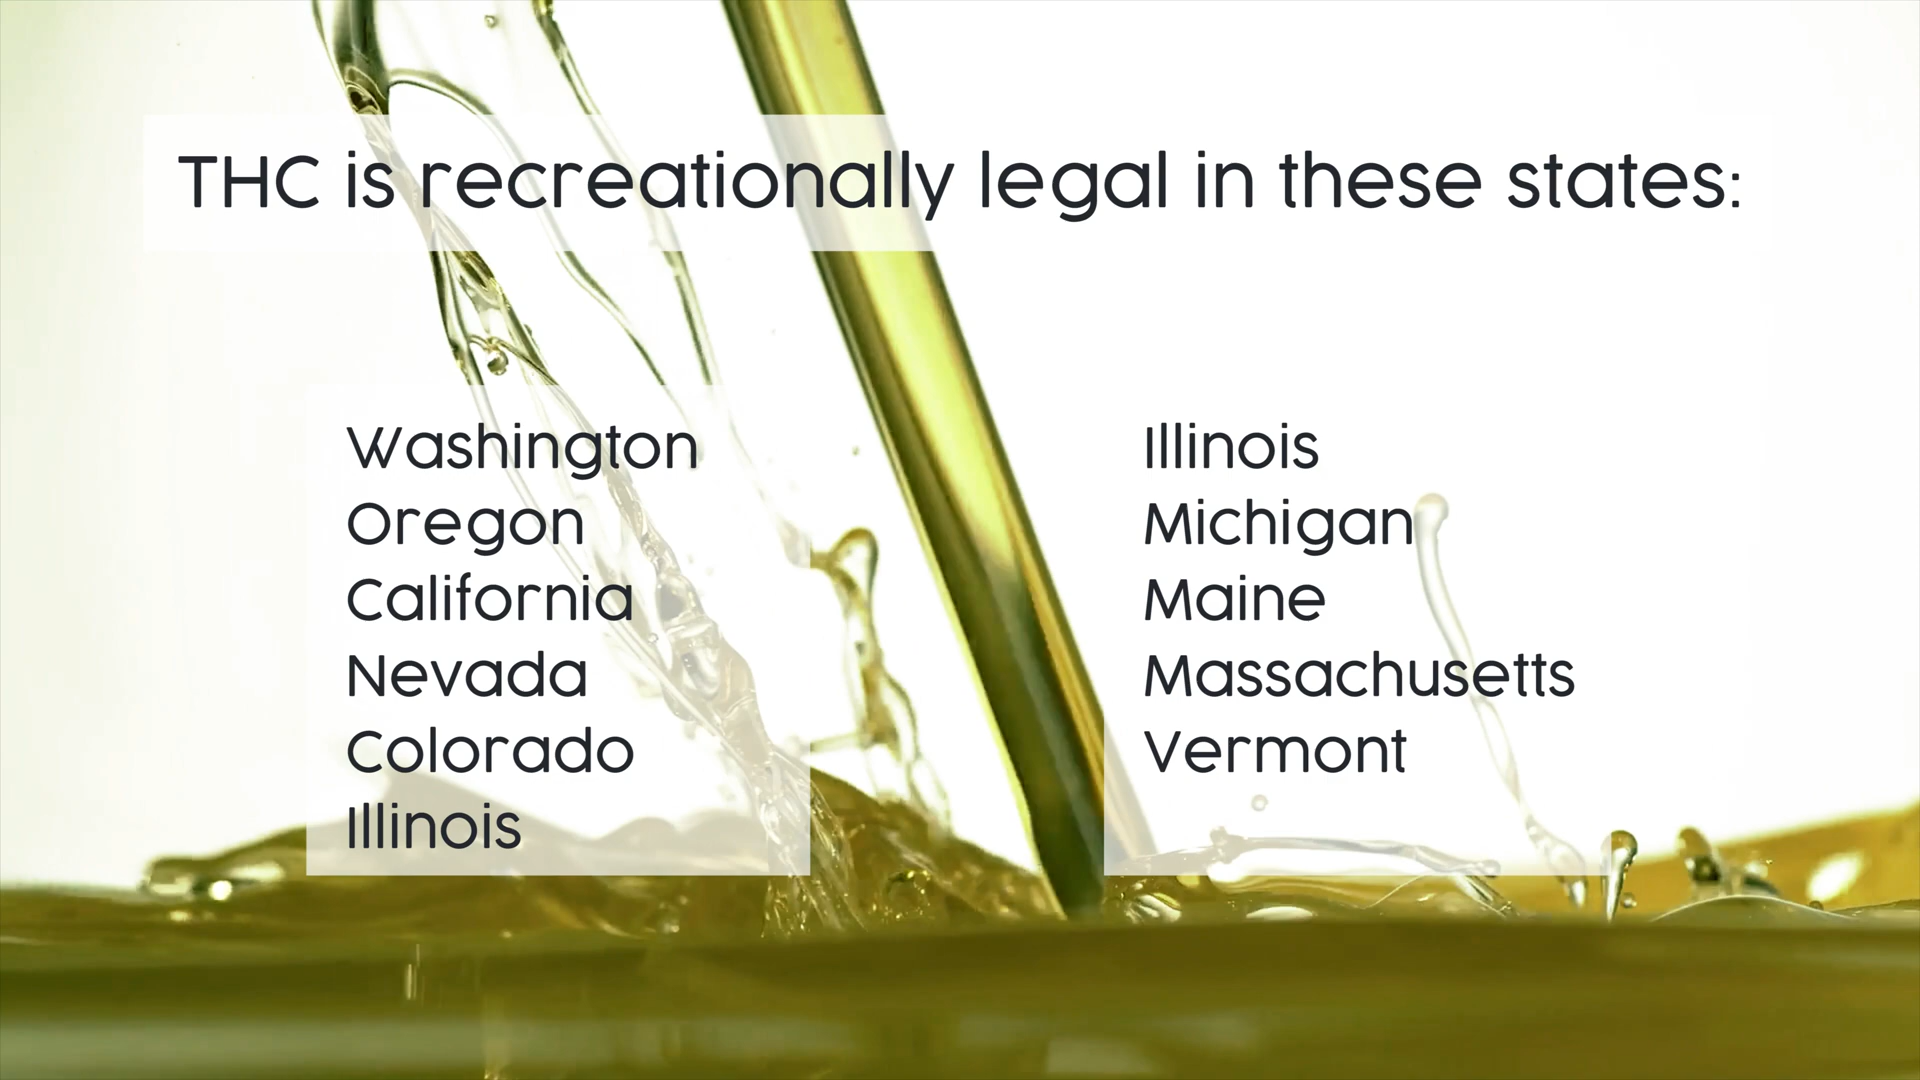 THC is recreationally legal in these states:
Washington
Oregon
California
Nevada
Colorado
Illinois
Illinois
Michigan
Maine
Massachusetts
Vermont